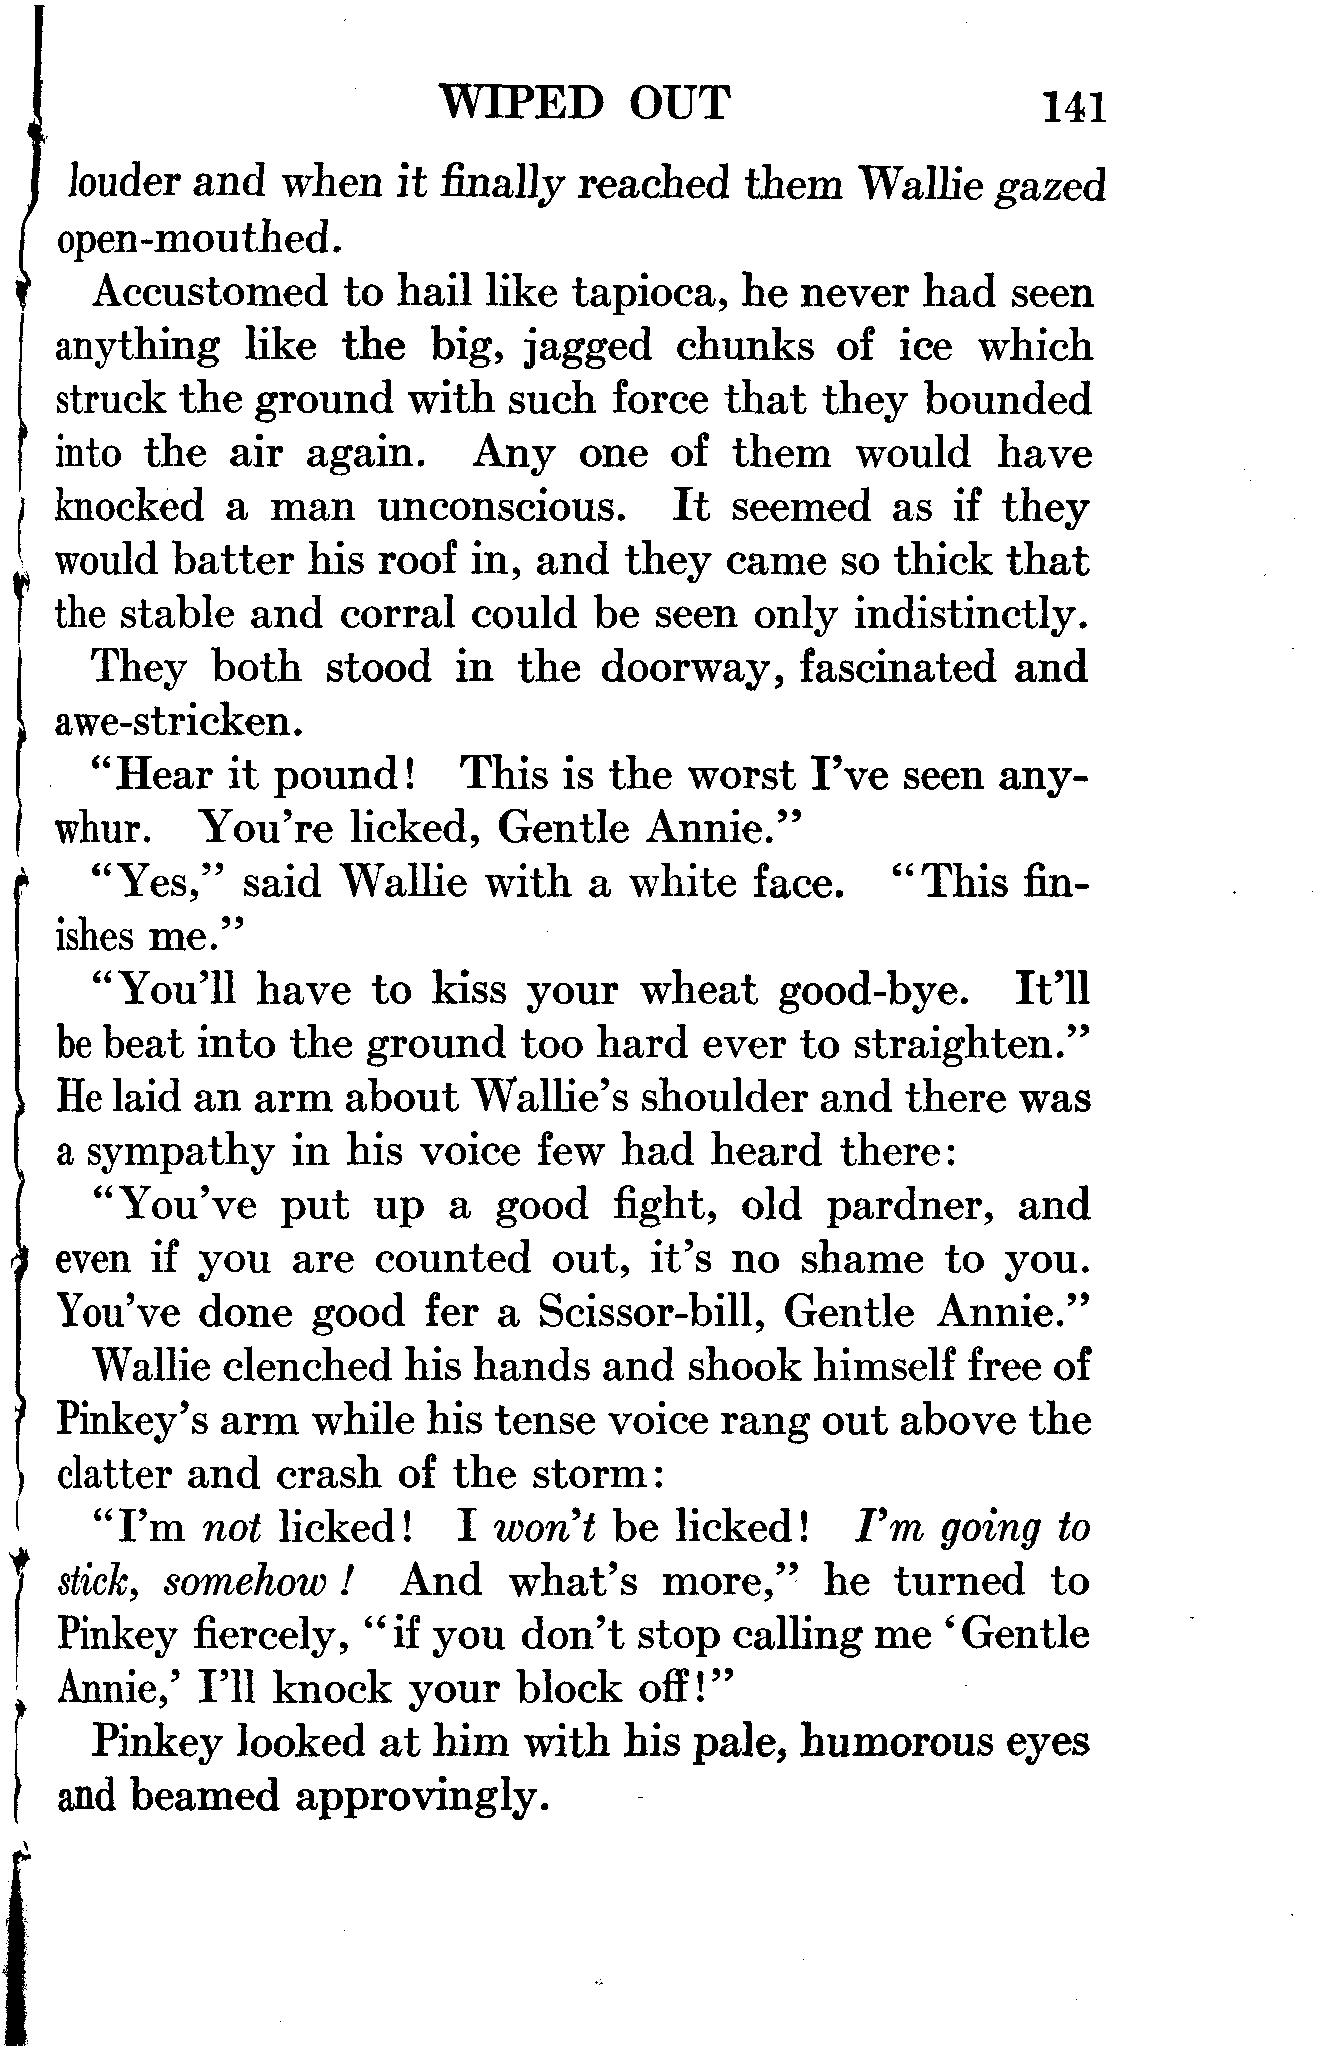 WIPED OUT 141
louder and when it finally reached them Wallie gazed
open-mouthed.
Accustomed to hail like tapioca, he never had seen
anything like the big, jagged chunks of ice which
struck the ground with such force that they bounded
into the air again. Any one of them would have
knocked a man unconscious. It seemed as if they
would batter his roof in, and they came so thick that
the stable and corral could be seen only indistinctly.
They both stood in the doorway, fascinated and
awe-stricken.
"Hear it pound! This is the worst I've seen any-
whur. You're licked, Gentle Annie."
"Yes," said Wallie with a white face. "This fin-
ishes me."
"You'll have to kiss your wheat good-bye. It'll
be beat into the ground too hard ever to straighten."
He laid an arm about Wallie's shoulder and there was
a sympathy in his voice few had heard there:
"You've put up a good fight, old pardner, and
even if you are counted out, it's no shame to you.
You've done good fer a Scissor-bill, Gentle Annie."
Wallie clenched his hands and shook himself free of
Pinkey's arm while his tense voice rang out above the
clatter and crash of the storm:
"I'm not licked! I won't be licked! I'm going to
stick, somehow! And what's more," he turned to
Pinkey fiercely, "if you don't stop calling me 'Gentle
Annie,' I'll knock your block off!"
Pinkey looked at him with his pale, humorous eyes
and beamed approvingly.